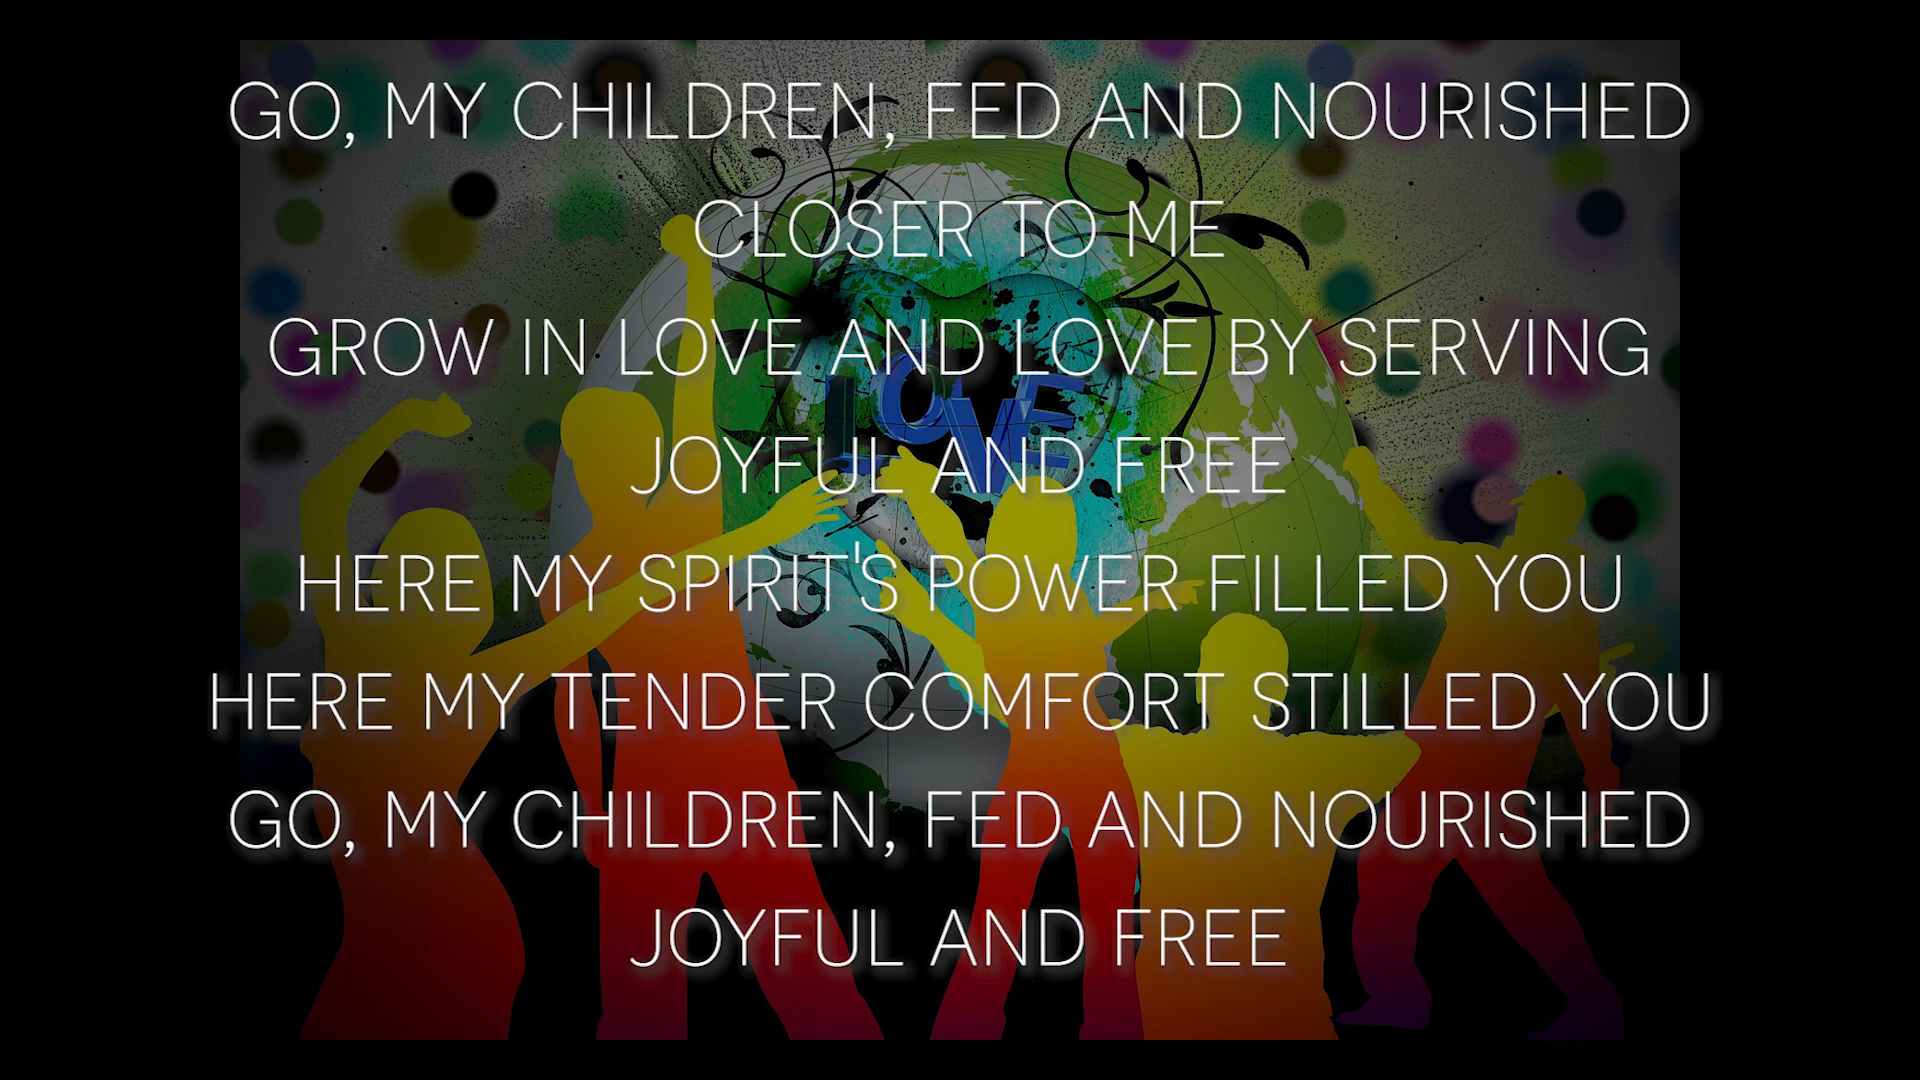 GO, MY CHILDREN, FED AND NOURISHED
CLOSER TO ME
GROW IN LOVE AND LOVE BY SERVING
LOVE
JOYFUL AND FREE
HERE MY SPIRIT'S POWER FILLED YOU
HERE MY TENDER COMFORT STILLED YOU
GO, MY CHILDREN, FED AND NOURISHED
JOYFUL AND FREE